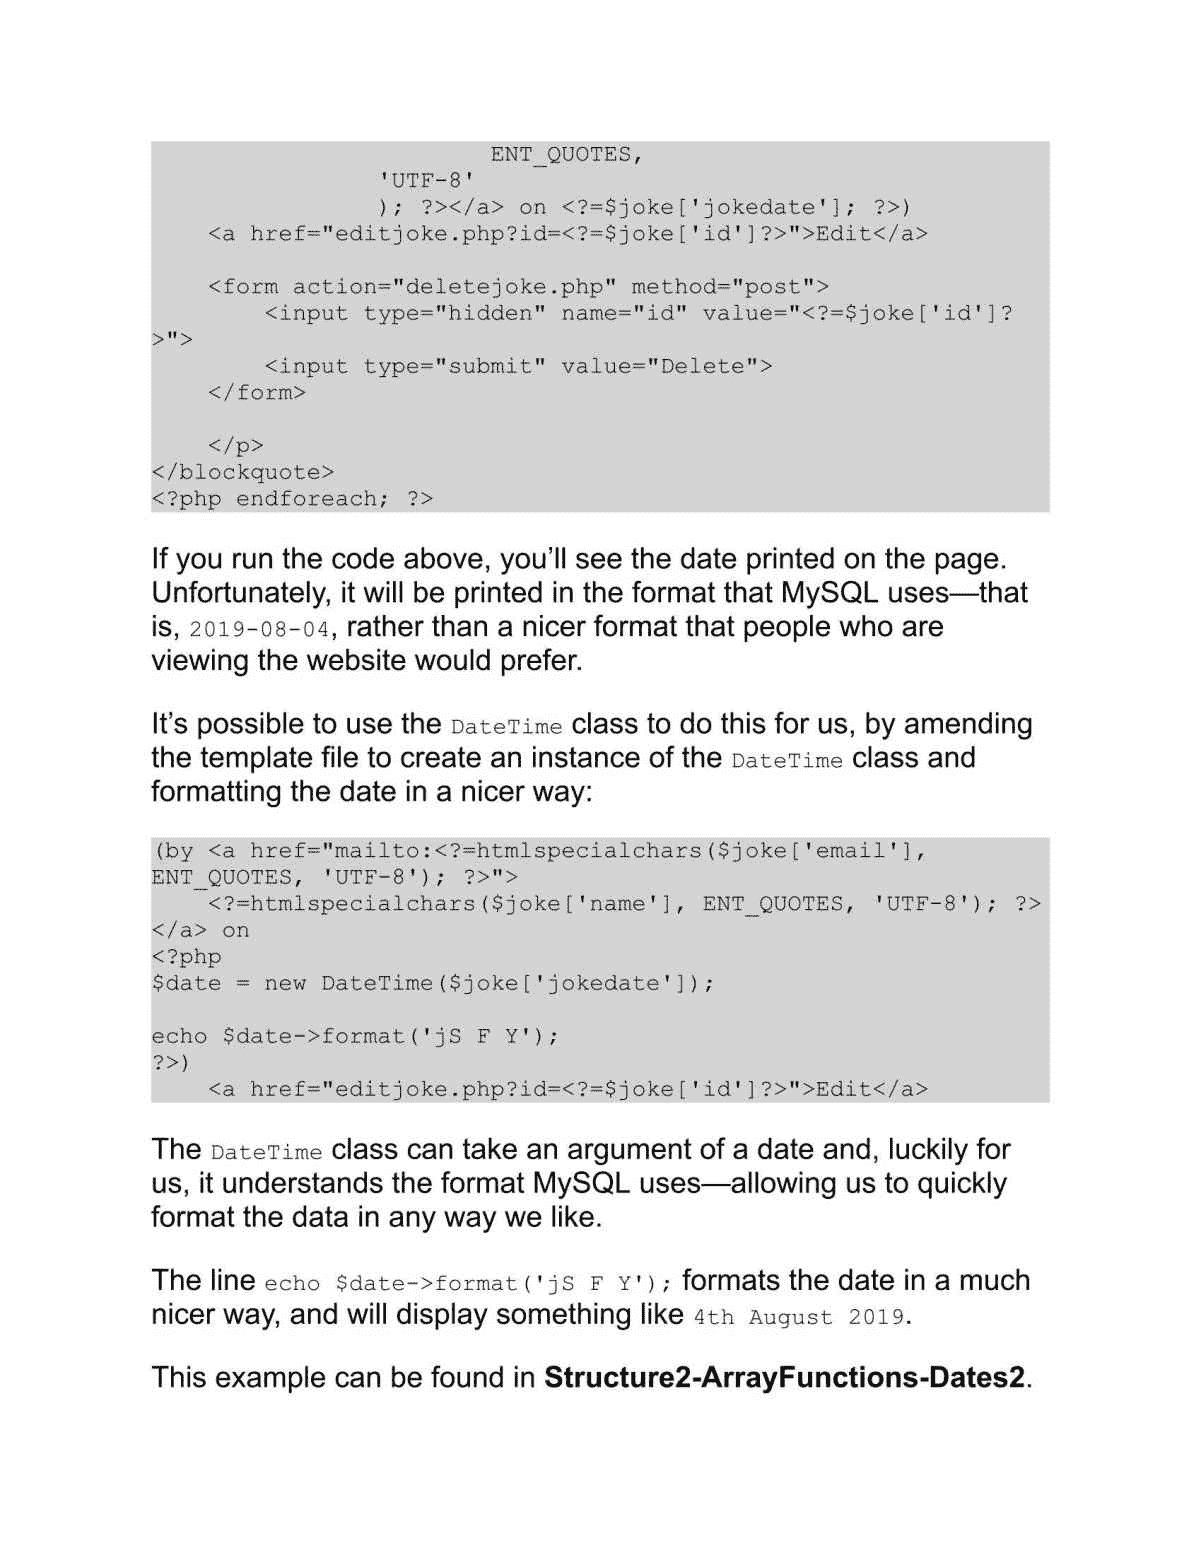 ENT_QUOTES,
'UTF-8'
); ?></a> on <?=$joke['jokedate']; ?>)
<a href="editjoke.php?id=<?=$joke['id']?>">Edit</a>
<form action="deletejoke.php" method="post">
<input type="hidden" name="id" value="<?=$joke['id']?
>">
<input type="submit" value="Delete">
</form>
</p>
</blockquote>
<?php endforeach; ?>
If you run the code above, you’ll see the date printed on the page.
Unfortunately, it will be printed in the format that MySQL uses—that
is, 2019-08-04, rather than a nicer format that people who are
viewing the website would prefer.
It’s possible to use the DateTime class to do this for us, by amending
the template file to create an instance of the DateTime class and
formatting the date in a nicer way:
(by <a href="mailto:<?=htmlspecialchars($joke['email'],
ENT_QUOTES, 'UTF-8'); ?>">
<?=htmlspecialchars($joke['name'], ENT_QUOTES, 'UTF-8'); ?>
</a> on
<?php
$date = new DateTime($joke['jokedate']);
echo $date->format('jS F Y');
?>)
<a href="editjoke.php?id=<?=$joke['id']?>">Edit</a>
The DateTime class can take an argument of a date and, luckily for
us, it understands the format MySQL uses—allowing us to quickly
format the data in any way we like.
The line echo $date->format('jS F Y'); formats the date in a much
nicer way, and will display something like 4th August 2019.
This example can be found in Structure2-ArrayFunctions-Dates2.